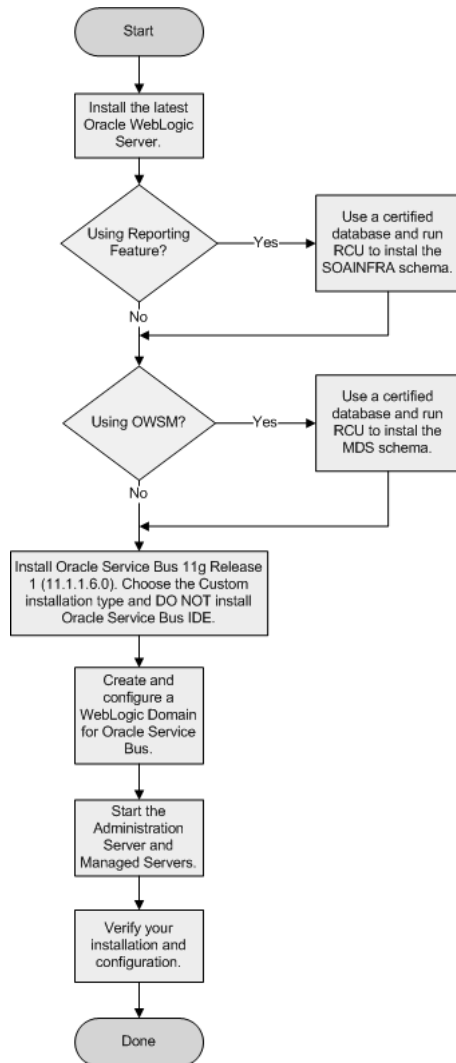 Start
Install the latest
Oracle WebLogic
Server.
Using Reporting
Feature?
Yes
Use a certified
database and run
RCU to instal the
SOAINFRA schema.
No
Using OWSM?
Yes
Use a certified
database and run
RCU to instal the
MDS schema.
No
Install Oracle Service Bus 11g Release
1 (11.1.1.6.0). Choose the Custom
installation type and DO NOT install
Oracle Service Bus IDE.
Create and
configure a
WebLogic Domain
for Oracle Service
Bus.
Start the
Administration
Server and
Managed Servers.
Verify your
installation and
configuration.
Done